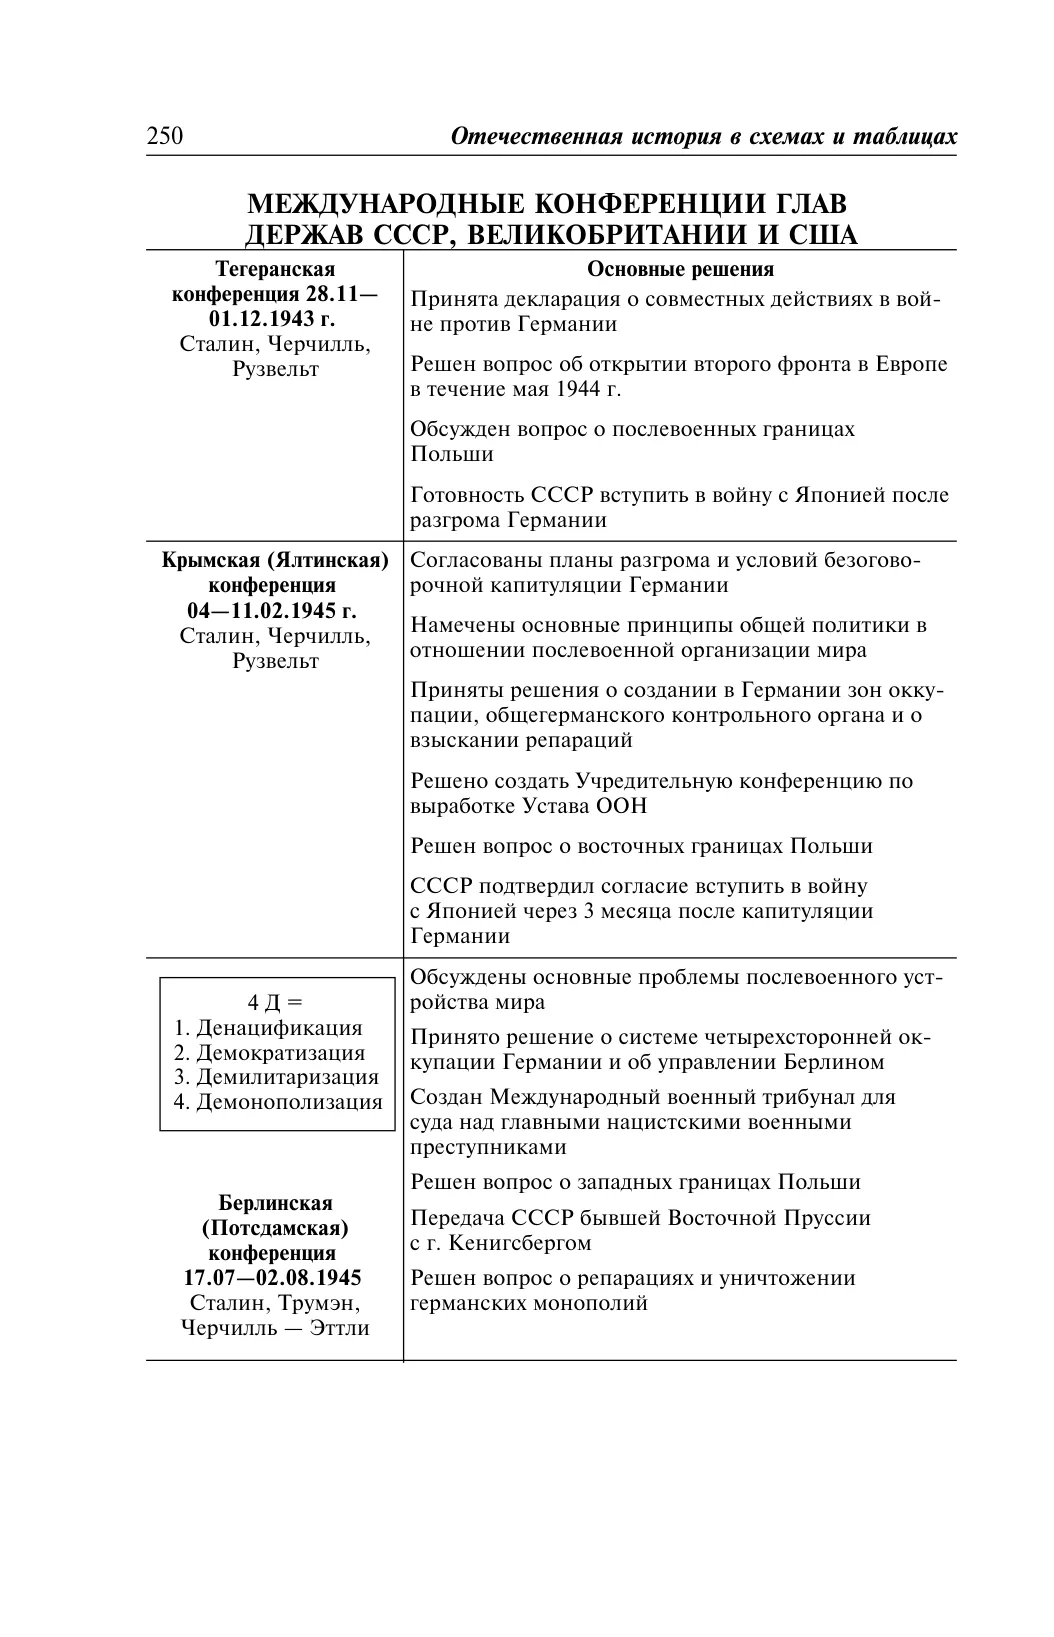 250
Отечественная история в схемах и таблицах
МЕЖДУНАРОДНЫЕ КОНФЕРЕНЦИИ ГЛАВ
ДЕРЖАВ СССР, ВЕЛИКОБРИТАНИИ И США
Тегеранская
конференция 28.11—
01.12.1943 г.
Сталин, Черчилль,
Рузвельт
Основные решения
Принята декларация о совместных действиях в вой-
не против Германии
Решен вопрос об открытии второго фронта в Европе
в течение мая 1944 г.
Обсужден вопрос о послевоенных границах
Польши
Готовность СССР вступить в войну с Японией после
разгрома Германии
Крымская (Ялтинская)
конференция
04—11.02.1945 г.
Сталин, Черчилль,
Рузвельт
Согласованы планы разгрома и условий безогово-
рочной капитуляции Германии
Намечены основные принципы общей политики в
отношении послевоенной организации мира
Приняты решения о создании в Германии зон окку-
пации, общегерманского контрольного органа и о
взыскании репараций
Решено создать Учредительную конференцию по
выработке Устава ООН
Решен вопрос о восточных границах Польши
СССР подтвердил согласие вступить в войну
с Японией через 3 месяца после капитуляции
Германии
4 Д =
1. Денацификация
2. Демократизация
3. Демилитаризация
4. Демонополизация
Берлинская
(Потсдамская)
конференция
17.07—02.08.1945
Сталин, Трумэн,
Черчилль — Эттли
Обсуждены основные проблемы послевоенного уст-
ройства мира
Принято решение о системе четырехсторонней ок-
купации Германии и об управлении Берлином
Создан Международный военный трибунал для
суда над главными нацистскими военными
преступниками
Решен вопрос о западных границах Польши
Передача СССР бывшей Восточной Пруссии
с г. Кенигсбергом
Решен вопрос о репарациях и уничтожении
германских монополий